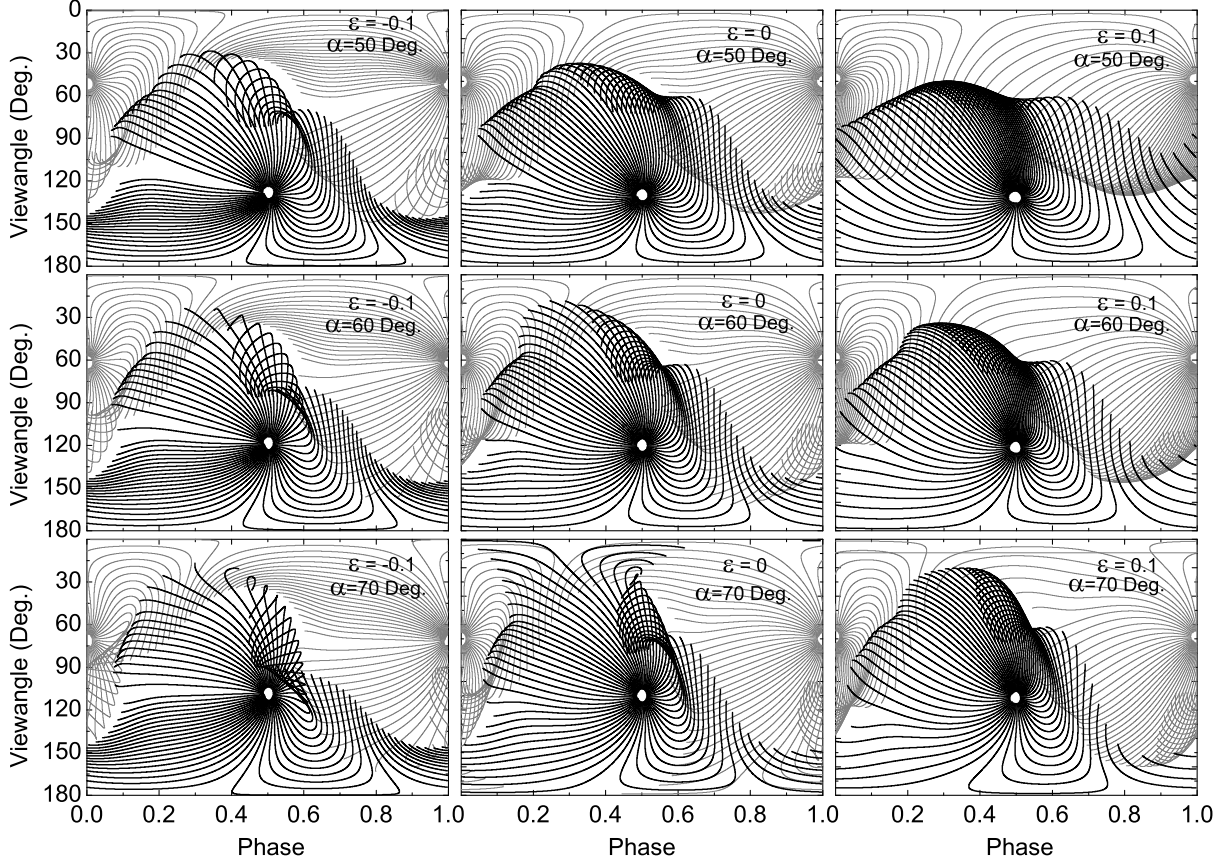 ε = -0.1
α=50 Deg.
ε = 0
α=50 Deg.
ε = 0.1
α=50 Deg.
0
30
60
90
120
150
180
Viewangle (Deg.)
ε = -0.1
α=60 Deg.
ε = 0
α=60 Deg.
ε = 0.1
α=60 Deg.
30
60
90
120
150
180
Viewangle (Deg.)
ε = -0.1
α=70 Deg.
ε = 0
α=70 Deg.
ε = 0.1
α=70 Deg.
30
60
90
120
150
180
Viewangle (Deg.)
0.0 0.2 0.4 0.6 0.8 1.0 0.2 0.4 0.6 0.8 0.0 0.2 0.4 0.6 0.8 1.0
Phase Phase Phase